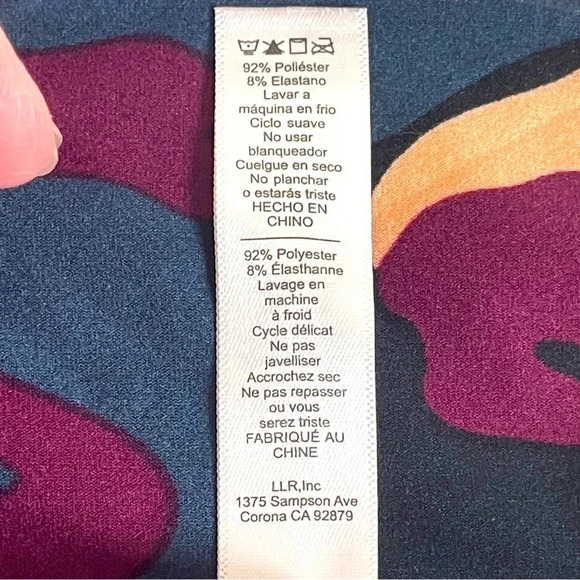 92% Poliéster
8% Elastano
Lavar a
máquina en frio
Ciclo suave
No usar
blanqueador
Cuelgue en seco
No planchar
o estarás triste
HECHO EN
CHINO
92% Polyester
8% Élasthanne
Lavage en
machine
à froid
Cycle délicat
Ne pas
javelliser
Accrochez sec
Ne pas repasser
ou vous
serez triste
FABRIQUÉ AU
CHINE
LLR,Inc
1375 Sampson Ave
Corona CA 92879